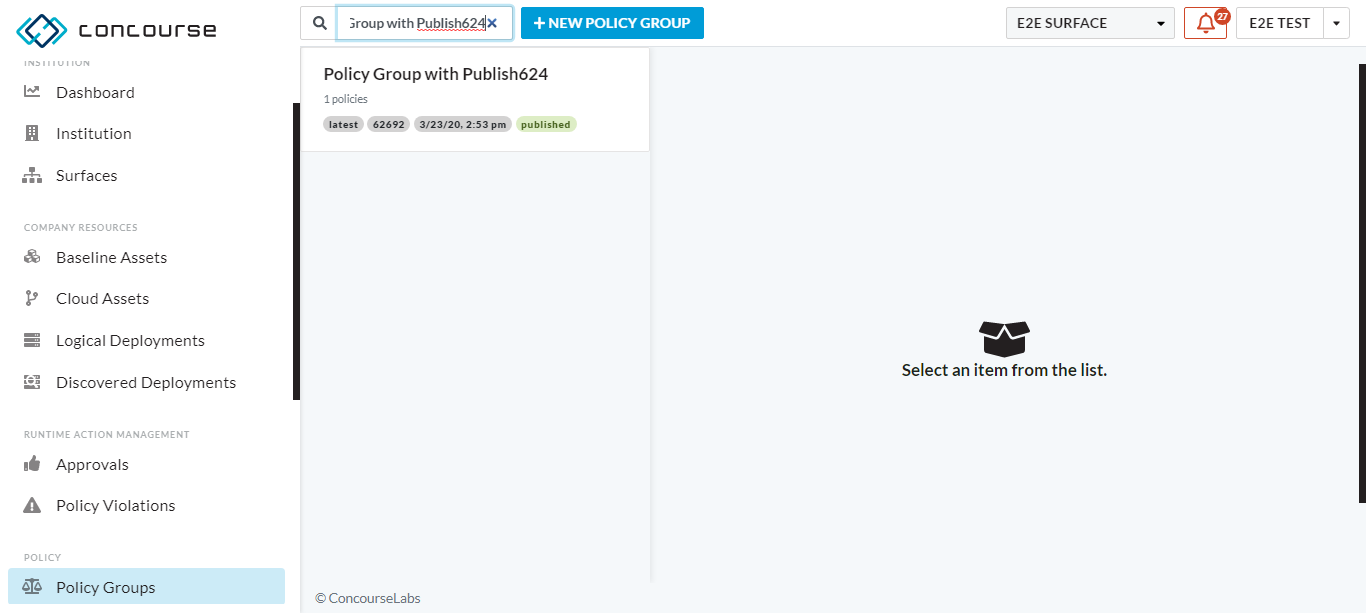 concourse
Group with Publish624
NEW POLICY GROUP
E2E SURFACE
27
E2E TEST
INSTITUTION
Dashboard
Institution
Surfaces
COMPANY RESOURCES
Baseline Assets
Cloud Assets
Logical Deployments
Discovered Deployments
RUNTIME ACTION MANAGEMENT
Approvals
Policy Violations
POLICY
Policy Groups
Policy Group with Publish624
1 policies
latest 62692 3/23/20, 2:53 pm published
Select an item from the list.
© ConcourseLabs